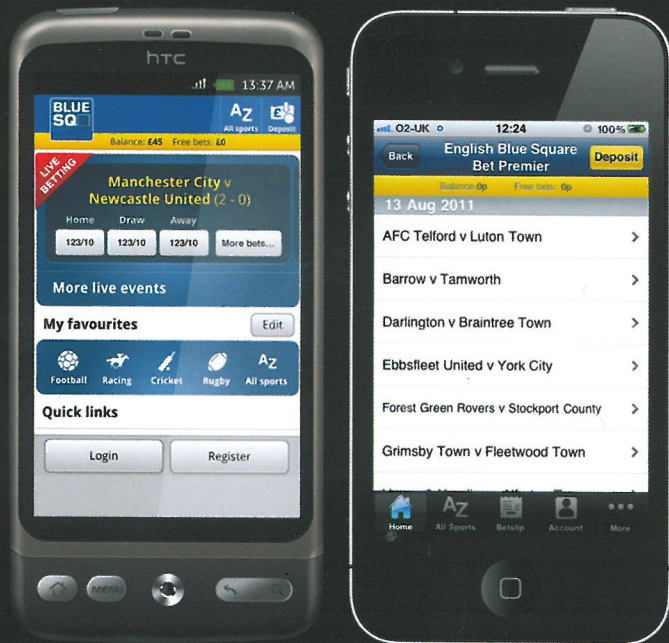 hTC
13:37 AM
BLUE
SQ
AZ
All sports
Deposit
Balance: £45 Free bets: £0
LIVE
BETTING
Manchester City v
Newcastle United (2 - 0)
Home Draw Away
123/10 123/10 123/10 More bets....
More live events
My favourites Edit
Football Racing Cricket Rugby AZ All sports
Quick links
Login Register
MENU
O2-UK 12:24 100%
Back
English Blue Square
Bet Premier
Deposit
Balance: 0p Free bets: 0p
13 Aug 2011
AFC Telford v Luton Town
Barrow v Tamworth
Darlington v Braintree Town
Ebbsfleet United v York City
Forest Green Rovers v Stockport County
Grimsby Town v Fleetwood Town
AZ
Home All Sports Betslip Account More